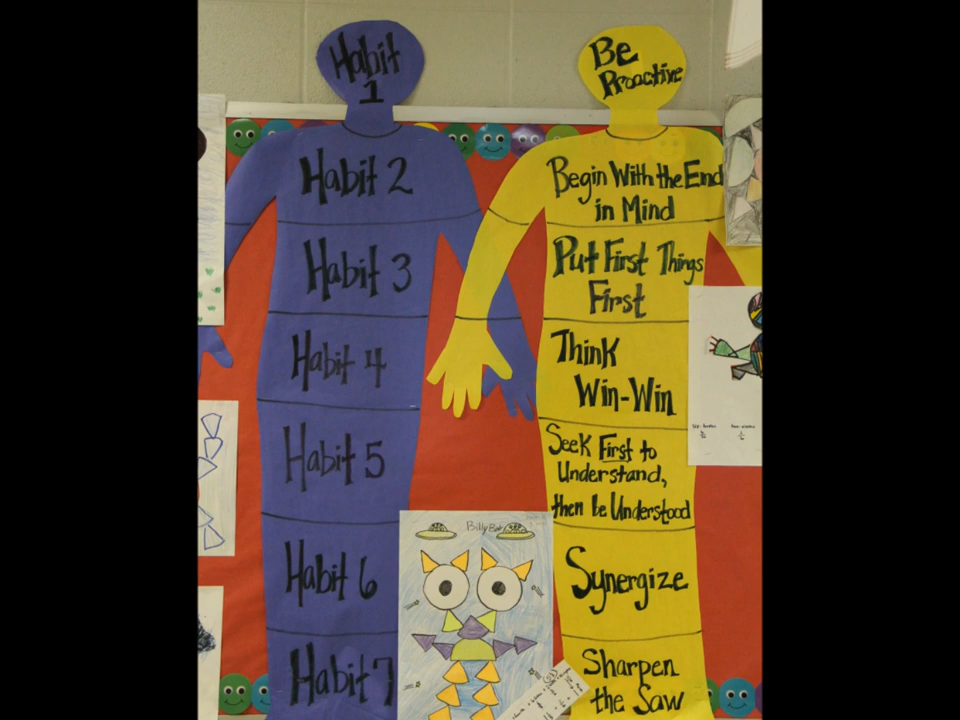 Habit
1
Habit 2
Habit 3
Habit 4
Habit 5
Habit 6
Habit 7
Be
Proactive
Begin With the End
in Mind
Put First Things
First
Think
Win-Win
Seek First to
Understand,
then be Understood
Synergize
Sharpen
the Saw